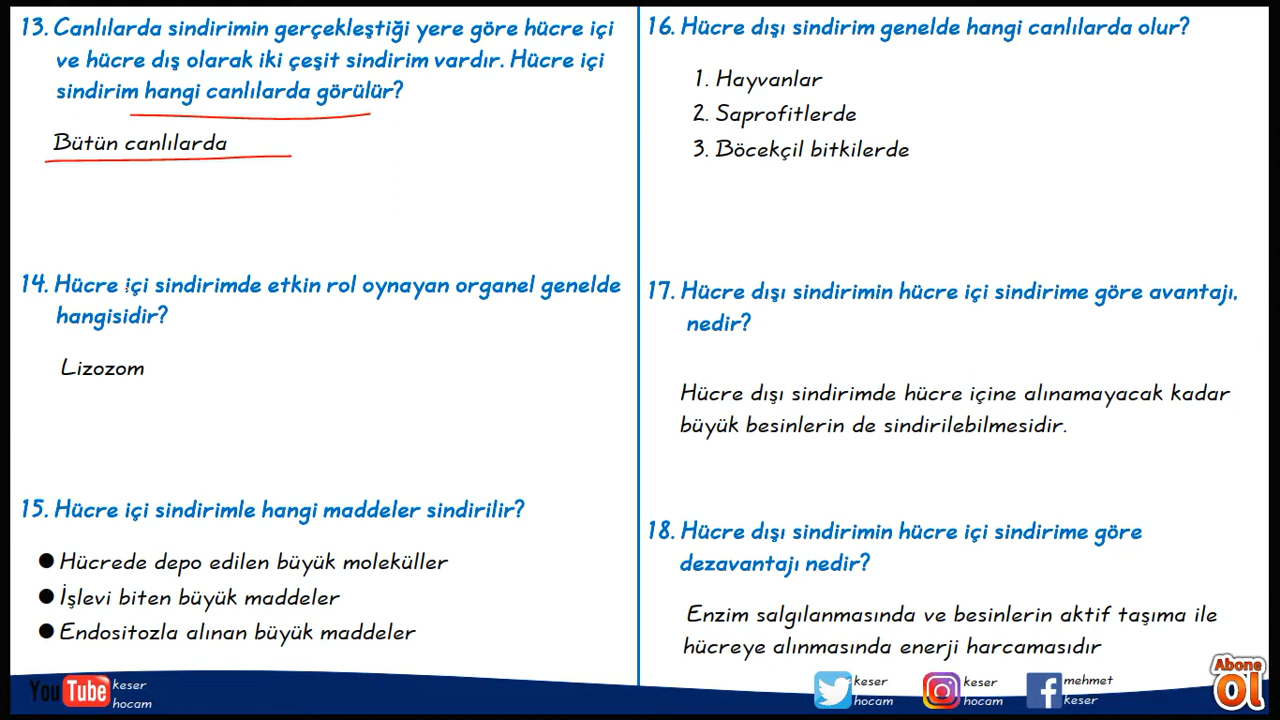 13. Canlılarda sindirimin gerçekleştiği yere göre hücre içi
ve hücre dış olarak iki çeşit sindirim vardır. Hücre içi
sindirim hangi canlılarda görülür?
Bütün canlılarda
14. Hücre içi sindirimde etkin rol oynayan organel genelde
hangisidir?
Lizozom
15. Hücre içi sindirimle hangi maddeler sindirilir?
● Hücrede depo edilen büyük moleküller
● İşlevi biten büyük maddeler
● Endositozla alınan büyük maddeler
16. Hücre dışı sindirim genelde hangi canlılarda olur?
1. Hayvanlar
2. Saprofitlerde
3. Böcekçil bitkilerde
17. Hücre dışı sindirimin hücre içi sindirime göre avantajı,
nedir?
Hücre dışı sindirimde hücre içine alınamayacak kadar
büyük besinlerin de sindirilebilmesidir.
18. Hücre dışı sindirimin hücre içi sindirime göre
dezavantajı nedir?
Enzim salgılanmasında ve besinlerin aktif taşıma ile
hücreye alınmasında enerji harcamasıdır
YouTube keser
hocam
keser
hocam
keser
hocam
mehmet
keser
Abone
Ol